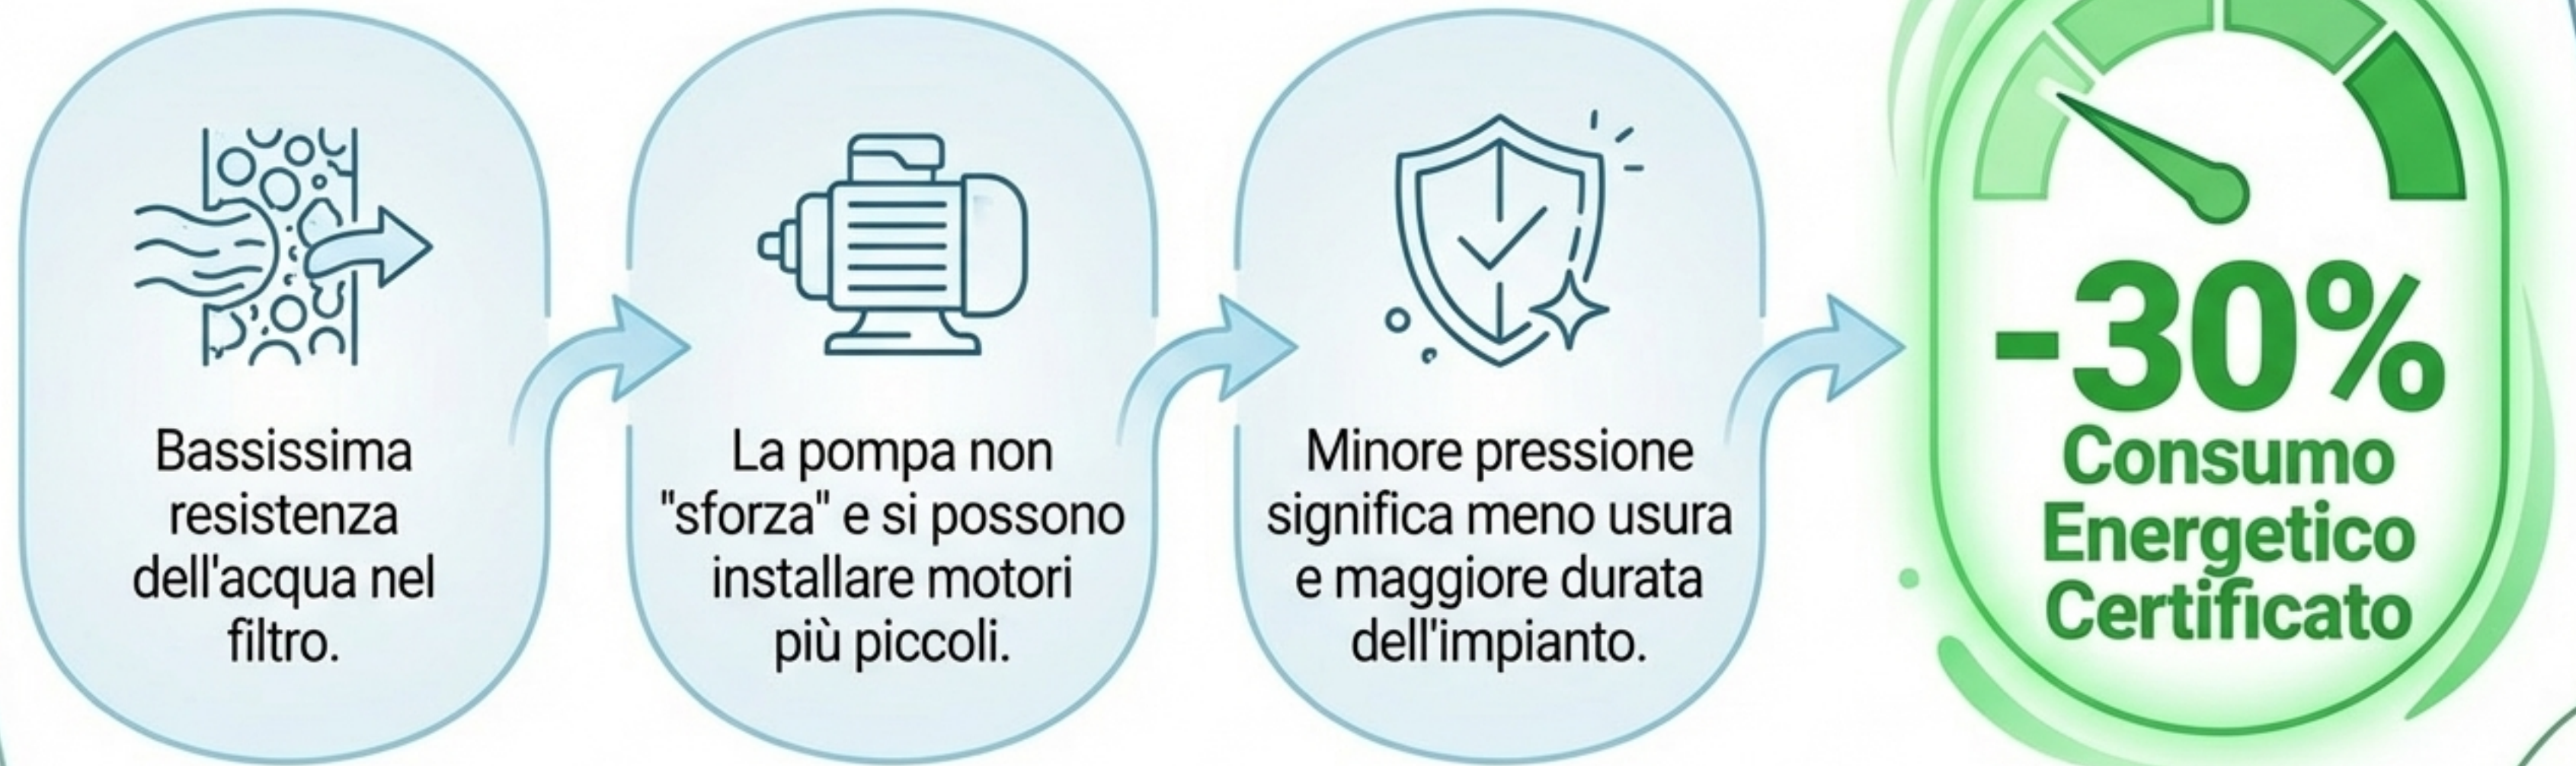 Bassissima
resistenza
dell'acqua nel
filtro.
La pompa non
"sforza" e si possono
installare motori
più piccoli.
Minore pressione
significa meno usura
e maggiore durata
dell'impianto.
-30%
Consumo
Energetico
Certificato